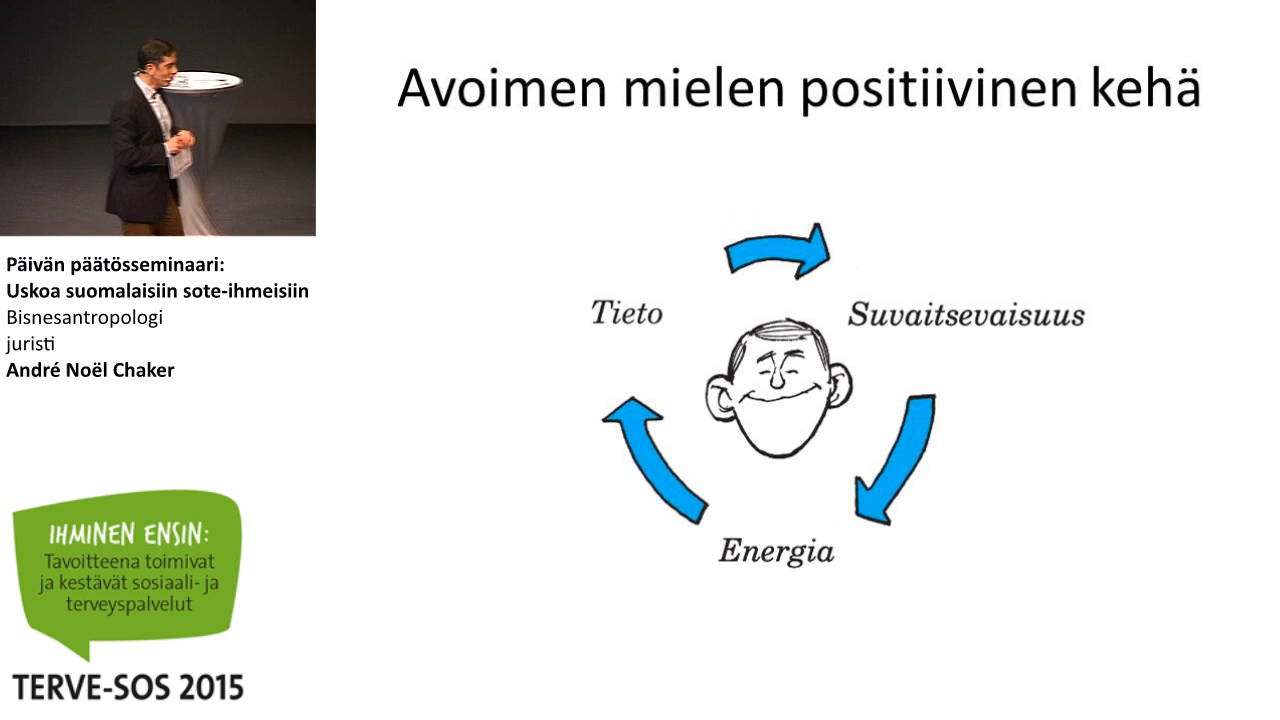 Avoimen mielen positiivinen kehä
Tieto
Suvaitsevaisuus
Energia
Päivän päätösseminaari:
Uskoa suomalaisiin sote-ihmeisiin
Bisnesantropologi
juristi
André Noël Chaker
IHMINEN ENSIN:
Tavoitteena toimivat
ja kestävät sosiaali- ja
terveyspalvelut
TERVE-SOS 2015